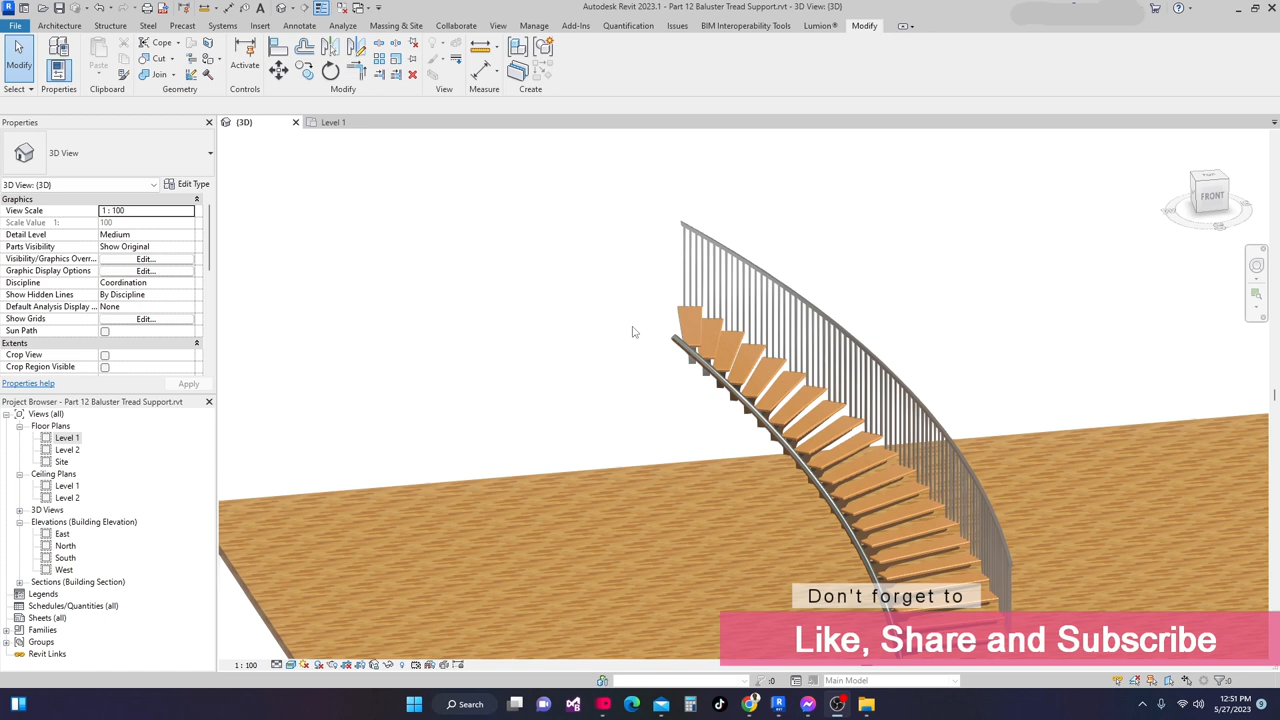 Autodesk Revit 2023.1 - Part 12 Baluster Tread Support.rvt - 3D View: {3D}
File Architecture Structure Steel Precast Systems Insert Annotate Analyze Massing & Site Collaborate View Manage Add-Ins Quantification Issues BIM Interoperability Tools Lumion® Modify
Modify Properties Paste Cope Cut Join Activate
Select Properties Clipboard Geometry Controls Modify View Measure Create
Properties
{3D} Level 1
3D View
3D View: {3D} Edit Type
Graphics
View Scale 1 : 100
Scale Value 1: 100
Detail Level Medium
Parts Visibility Show Original
Visibility/Graphics Overr... Edit...
Graphic Display Options Edit...
Discipline Coordination
Show Hidden Lines By Discipline
Default Analysis Display ... None
Show Grids Edit...
Sun Path
Extents
Crop View
Crop Region Visible
Properties help Apply
Project Browser - Part 12 Baluster Tread Support.rvt
Views (all)
Floor Plans
Level 1
Level 2
Site
Ceiling Plans
Level 1
Level 2
3D Views
Elevations (Building Elevation)
East
North
South
West
Sections (Building Section)
Legends
Schedules/Quantities (all)
Sheets (all)
Families
Groups
Revit Links
FRONT
Don't forget to
Like, Share and Subscribe
1 : 100
:0 Main Model :0
Search
12:51 PM
5/27/2023